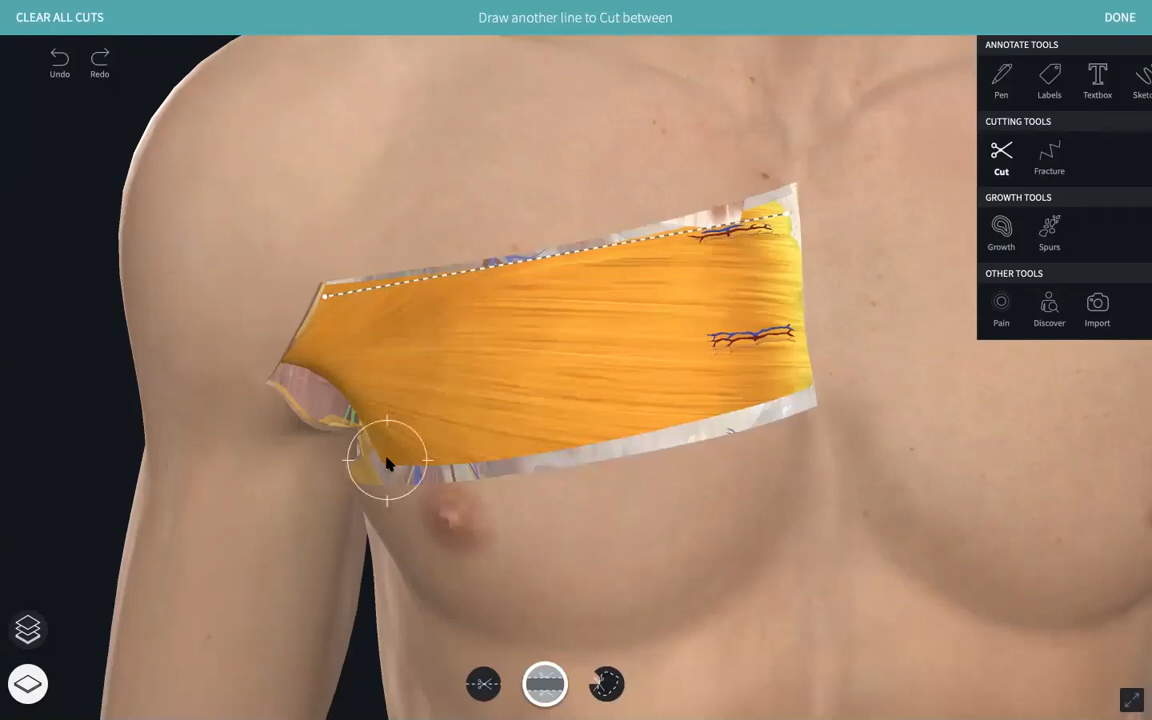 CLEAR ALL CUTS
Draw another line to Cut between
DONE
Undo
Redo
ANNOTATE TOOLS
Pen
Labels
Textbox
Sketc
CUTTING TOOLS
Cut
Fracture
GROWTH TOOLS
Growth
Spurs
OTHER TOOLS
Pain
Discover
Import